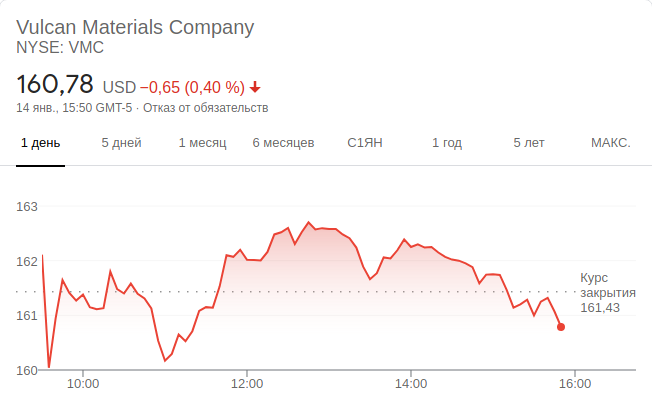 Vulcan Materials Company
NYSE: VMC
160,78 USD −0,65 (0,40 %)
14 янв., 15:50 GMT-5 · Отказ от обязательств
1 день 5 дней 1 месяц 6 месяцев С1ЯН 1 год 5 лет МАКС.
163
162
Курс
закрытия
161,43
161
160
10:00 12:00 14:00 16:00